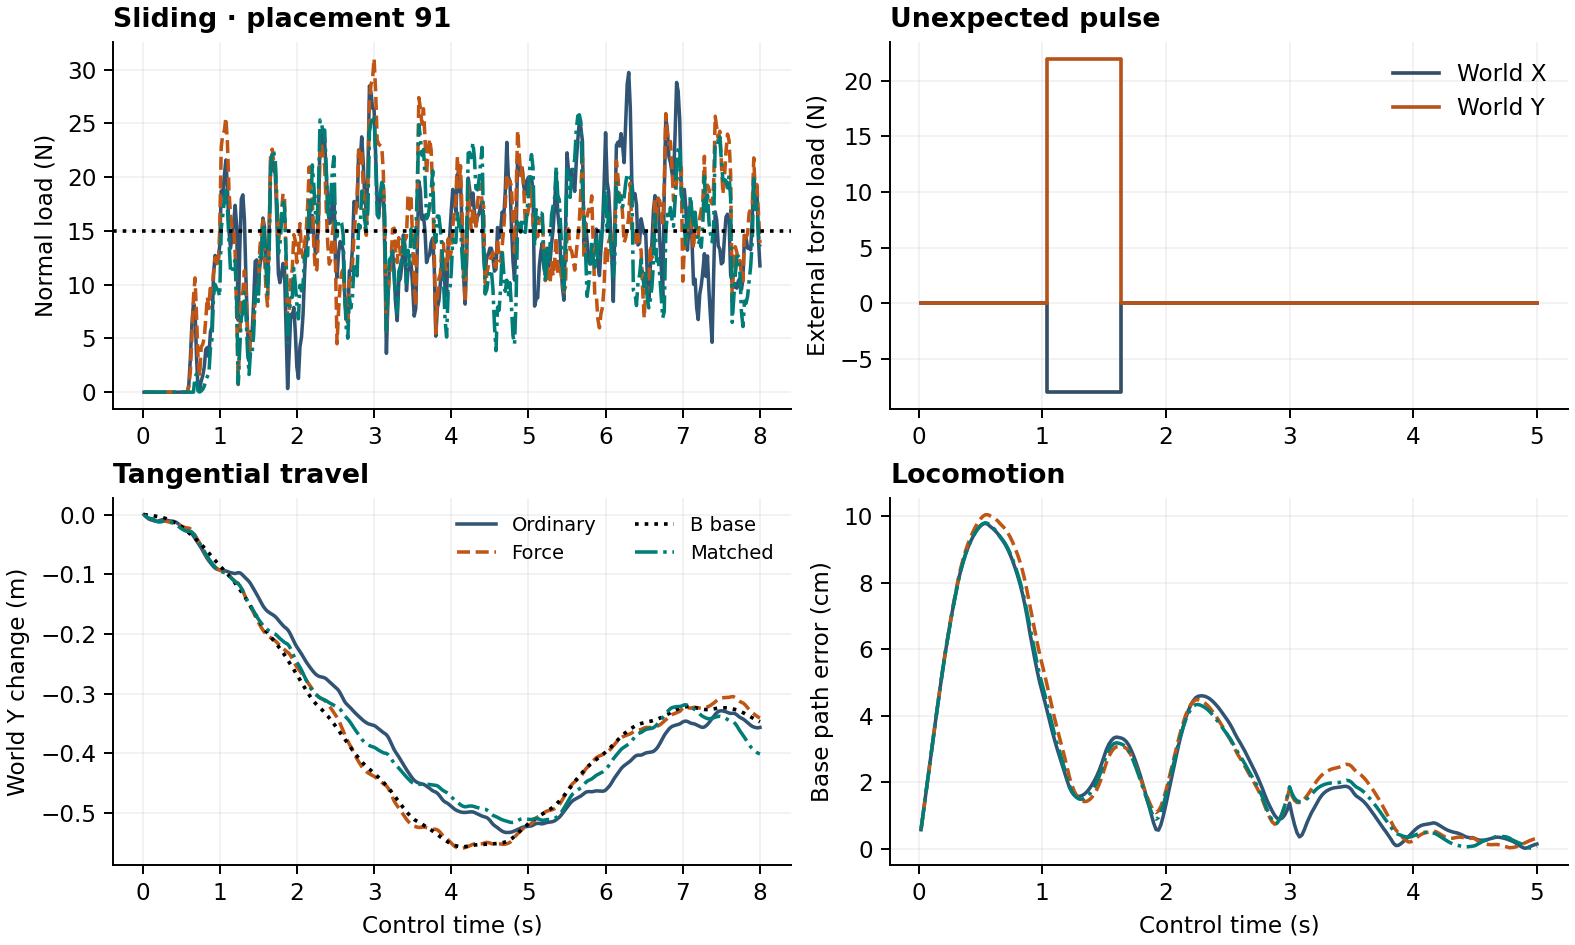 Sliding · placement 91
Normal load (N)
30
25
20
15
10
5
0
0 1 2 3 4 5 6 7 8
Unexpected pulse
External torso load (N)
20
15
10
5
0
−5
0 1 2 3 4 5
World X
World Y
Tangential travel
World Y change (m)
0.0
−0.1
−0.2
−0.3
−0.4
−0.5
Ordinary
Force
B base
Matched
0 1 2 3 4 5 6 7 8
Control time (s)
Locomotion
Base path error (cm)
10
8
6
4
2
0
0 1 2 3 4 5
Control time (s)